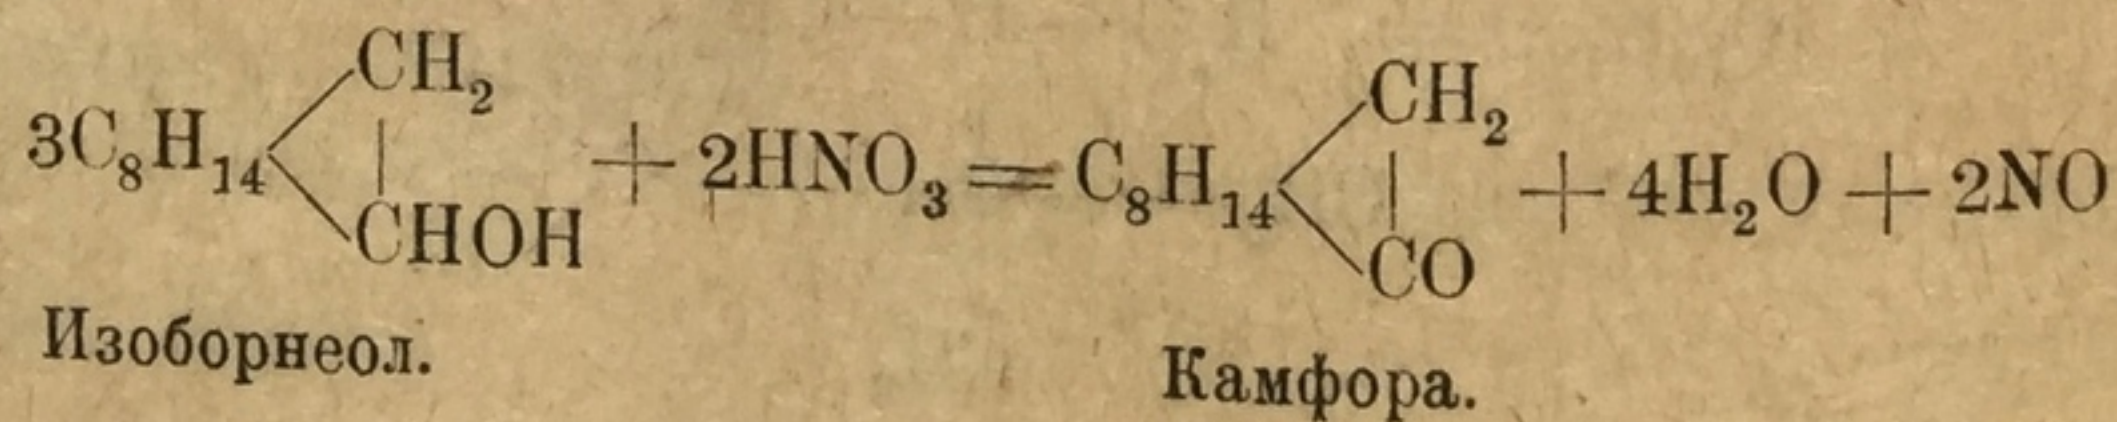 CH₂ CH₂
3C₈H₁₄ + 2HNO₃ = C₈H₁₄ + 4H₂O + 2NO
CHOH CO
Изоборнеол. Камфора.